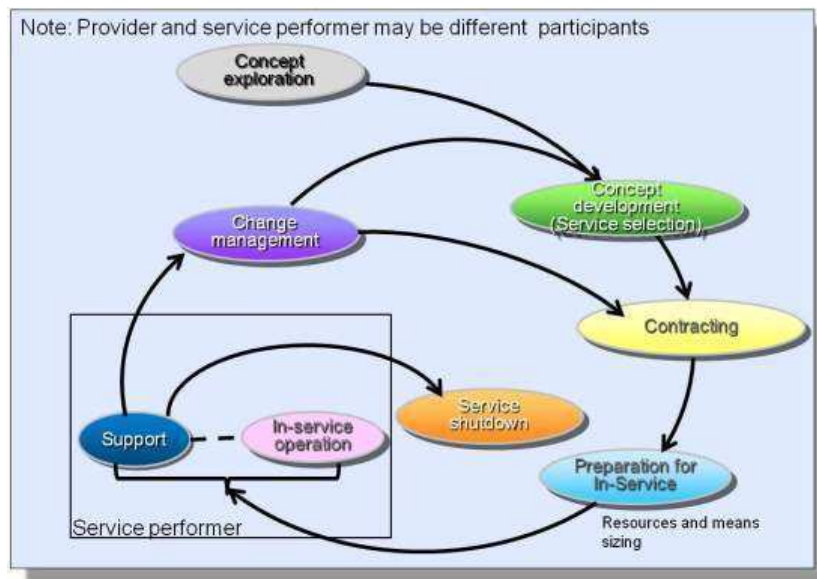 Note: Provider and service performer may be different participants
Concept
exploration
Concept
development
(Service selection)
Change
management
Contracting
Service
shutdown
Support
In-service
operation
Preparation for
In-Service
Resources and means
sizing
Service performer